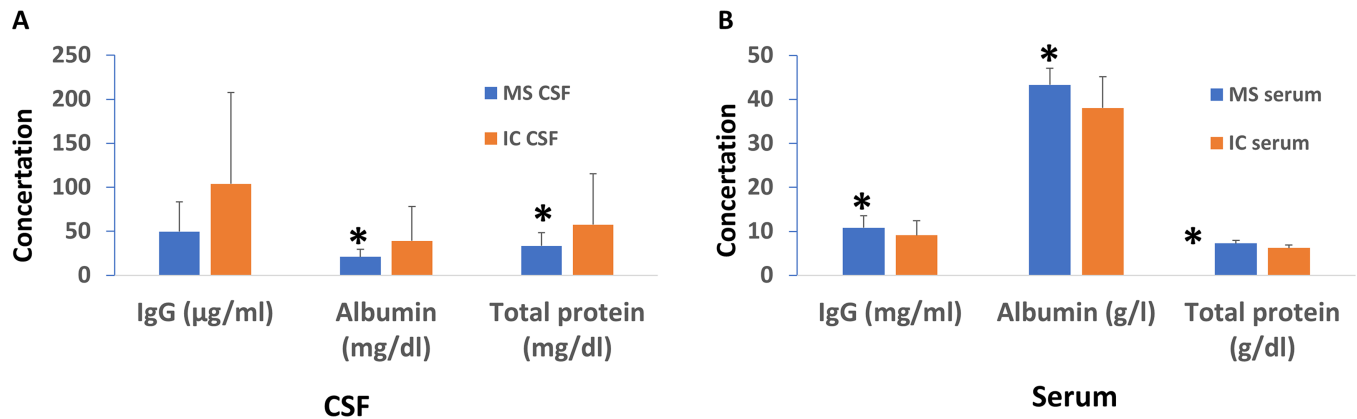 A
Concertation
250
200
150
100
50
0
MS CSF
IC CSF
*
*
IgG (µg/ml)
Albumin
(mg/dl)
Total protein
(mg/dl)
CSF
B
Concertation
50
40
30
20
10
0
MS serum
IC serum
*
*
*
IgG (mg/ml)
Albumin (g/l)
Total protein
(g/dl)
Serum